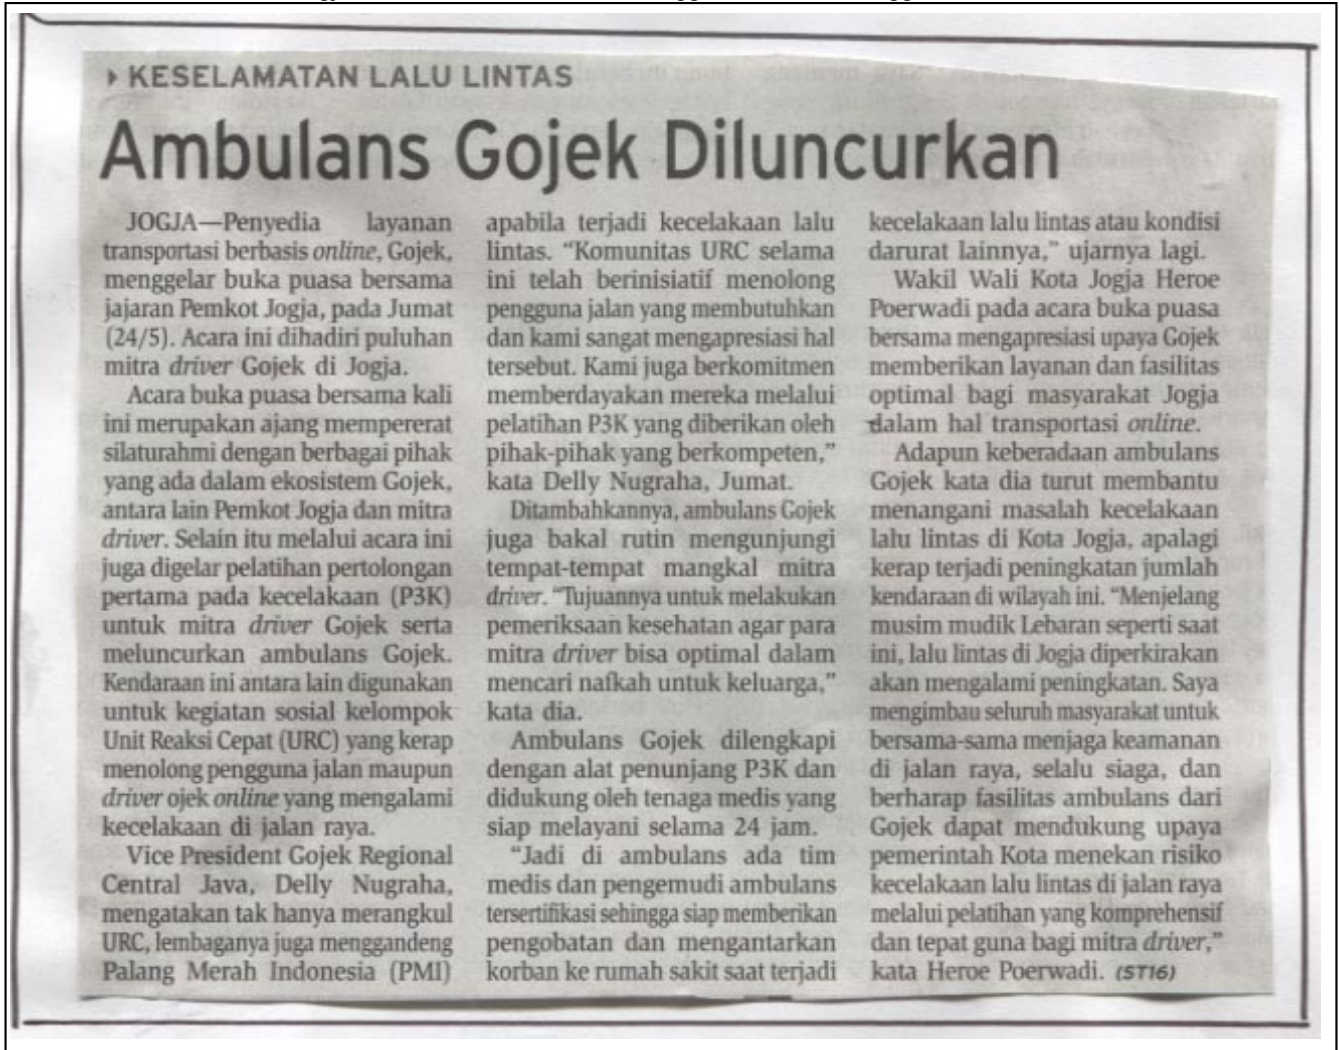 KESELAMATAN LALU LINTAS
Ambulans Gojek Diluncurkan
JOGJA—Penyedia layanan
transportasi berbasis online, Gojek,
menggelar buka puasa bersama
jajaran Pemkot Jogja, pada Jumat
(24/5). Acara ini dihadiri puluhan
mitra driver Gojek di Jogja.
Acara buka puasa bersama kali
ini merupakan ajang mempererat
silaturahmi dengan berbagai pihak
yang ada dalam ekosistem Gojek,
antara lain Pemkot Jogja dan mitra
driver. Selain itu melalui acara ini
juga digelar pelatihan pertolongan
pertama pada kecelakaan (P3K)
untuk mitra driver Gojek serta
meluncurkan ambulans Gojek.
Kendaraan ini antara lain digunakan
untuk kegiatan sosial kelompok
Unit Reaksi Cepat (URC) yang kerap
menolong pengguna jalan maupun
driver ojek online yang mengalami
kecelakaan di jalan raya.
Vice President Gojek Regional
Central Java, Delly Nugraha,
mengatakan tak hanya merangkul
URC, lembaganya juga menggandeng
Palang Merah Indonesia (PMI)
apabila terjadi kecelakaan lalu
lintas. “Komunitas URC selama
ini telah berinisiatif menolong
pengguna jalan yang membutuhkan
dan kami sangat mengapresiasi hal
tersebut. Kami juga berkomitmen
memberdayakan mereka melalui
pelatihan P3K yang diberikan oleh
pihak-pihak yang berkompeten,”
kata Delly Nugraha, Jumat.
Ditambahkannya, ambulans Gojek
juga bakal rutin mengunjungi
tempat-tempat mangkal mitra
driver. “Tujuannya untuk melakukan
pemeriksaan kesehatan agar para
mitra driver bisa optimal dalam
mencari nafkah untuk keluarga,”
kata dia.
Ambulans Gojek dilengkapi
dengan alat penunjang P3K dan
didukung oleh tenaga medis yang
siap melayani selama 24 jam.
“Jadi di ambulans ada tim
medis dan pengemudi ambulans
tersertifikasi sehingga siap memberikan
pengobatan dan mengantarkan
korban ke rumah sakit saat terjadi
kecelakaan lalu lintas atau kondisi
darurat lainnya,” ujarnya lagi.
Wakil Wali Kota Jogja Heroe
Poerwadi pada acara buka puasa
bersama mengapresiasi upaya Gojek
memberikan layanan dan fasilitas
optimal bagi masyarakat Jogja
dalam hal transportasi online.
Adapun keberadaan ambulans
Gojek kata dia turut membantu
menangani masalah kecelakaan
lalu lintas di Kota Jogja, apalagi
kerap terjadi peningkatan jumlah
kendaraan di wilayah ini. “Menjelang
musim mudik Lebaran seperti saat
ini, lalu lintas di Jogja diperkirakan
akan mengalami peningkatan. Saya
mengimbau seluruh masyarakat untuk
bersama-sama menjaga keamanan
di jalan raya, selalu siaga, dan
berharap fasilitas ambulans dari
Gojek dapat mendukung upaya
pemerintah Kota menekan risiko
kecelakaan lalu lintas di jalan raya
melalui pelatihan yang komprehensif
dan tepat guna bagi mitra driver,”
kata Heroe Poerwadi. (ST16)